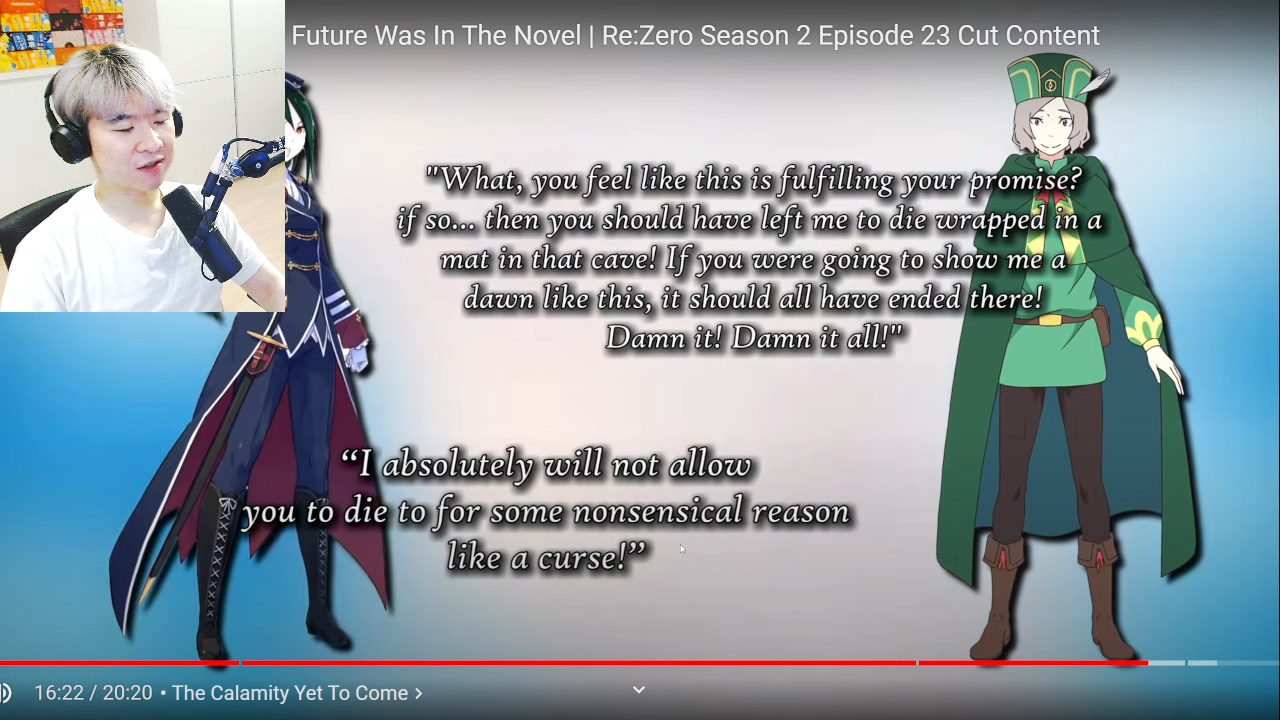 Future Was In The Novel | Re:Zero Season 2 Episode 23 Cut Content
"What, you feel like this is fulfilling your promise?
if so... then you should have left me to die wrapped in a
mat in that cave! If you were going to show me a
dawn like this, it should all have ended there!
Damn it! Damn it all!"
“I absolutely will not allow
you to die to for some nonsensical reason
like a curse!”
16:22 / 20:20 • The Calamity Yet To Come ›